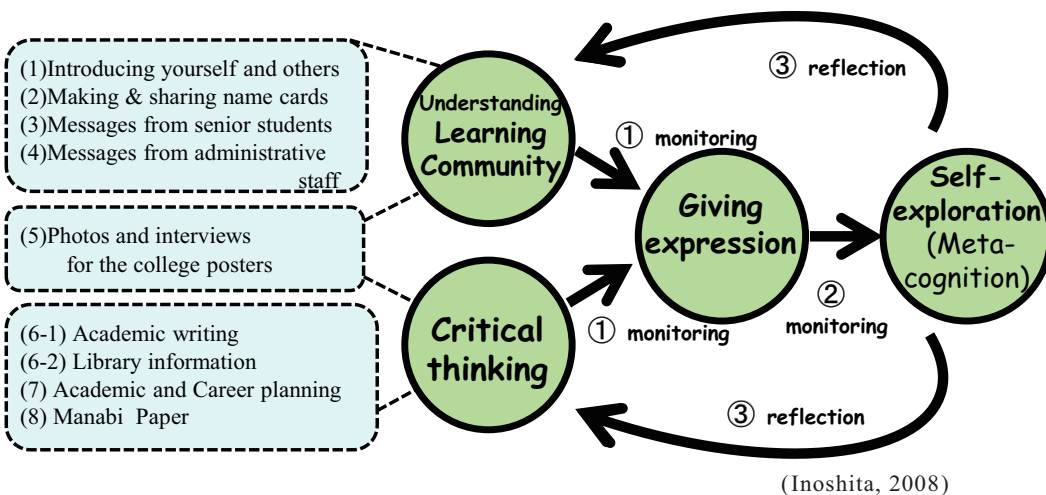 (1)Introducing yourself and others
(2)Making & sharing name cards
(3)Messages from senior students
(4)Messages from administrative
staff
(5)Photos and interviews
for the college posters
(6-1) Academic writing
(6-2) Library information
(7) Academic and Career planning
(8) Manabi Paper
Understanding
Learning
Community
Critical
thinking
① monitoring
① monitoring
Giving
expression
②
monitoring
Self-
exploration
(Meta-
cognition)
③ reflection
③ reflection
(Inoshita, 2008)